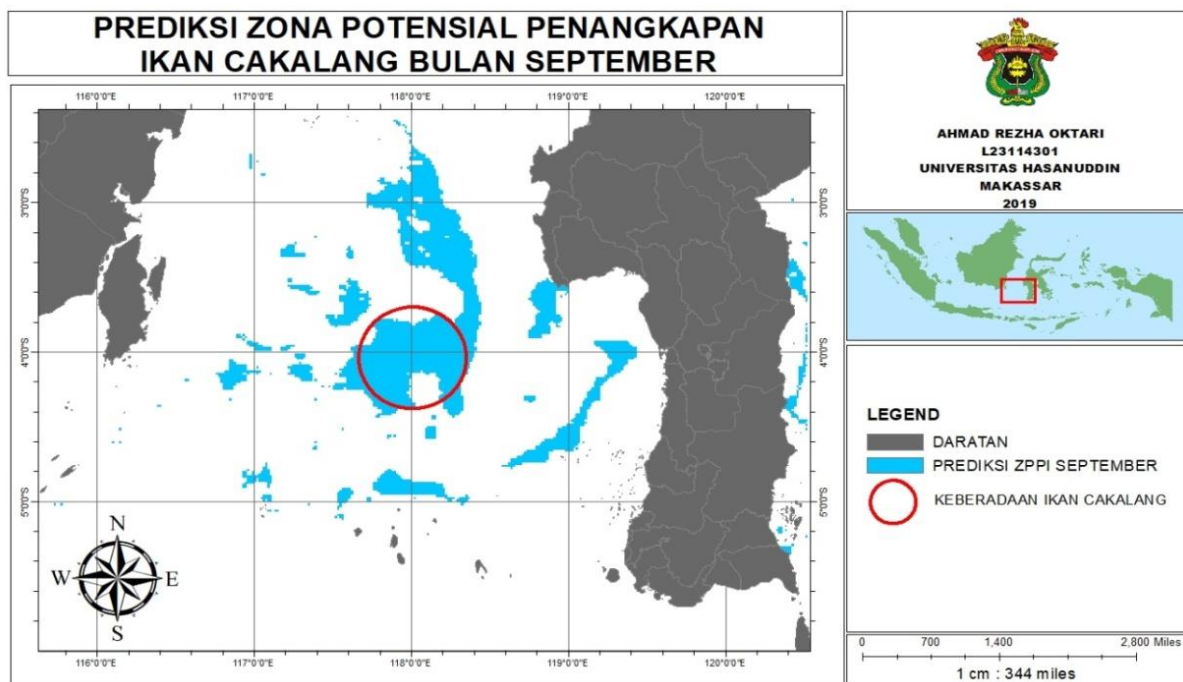 PREDIKSI ZONA POTENSIAL PENANGKAPAN
IKAN CAKALANG BULAN SEPTEMBER
116°0'0"E 117°0'0"E 118°0'0"E 119°0'0"E 120°0'0"E
3°0'0"S 3°0'0"S
4°0'0"S 4°0'0"S
5°0'0"S 5°0'0"S
N
W E
S
116°0'0"E 117°0'0"E 118°0'0"E 119°0'0"E 120°0'0"E
AHMAD REZHA OKTARI
L23114301
UNIVERSITAS HASANUDDIN
MAKASSAR
2019
LEGEND
DARATAN
PREDIKSI ZPPI SEPTEMBER
KEBERADAAN IKAN CAKALANG
0 700 1,400 2,800 Miles
1 cm : 344 miles